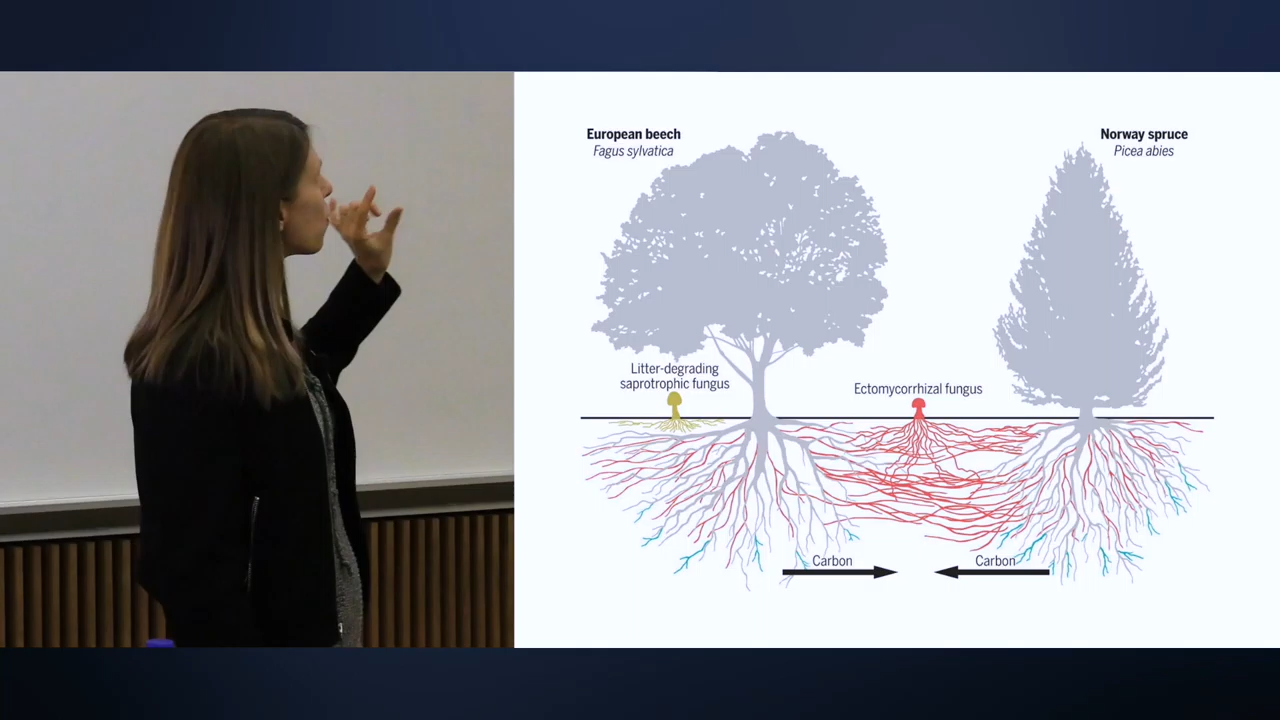 European beech
Fagus sylvatica
Norway spruce
Picea abies
Litter-degrading
saprotrophic fungus
Ectomycorrhizal fungus
Carbon
Carbon